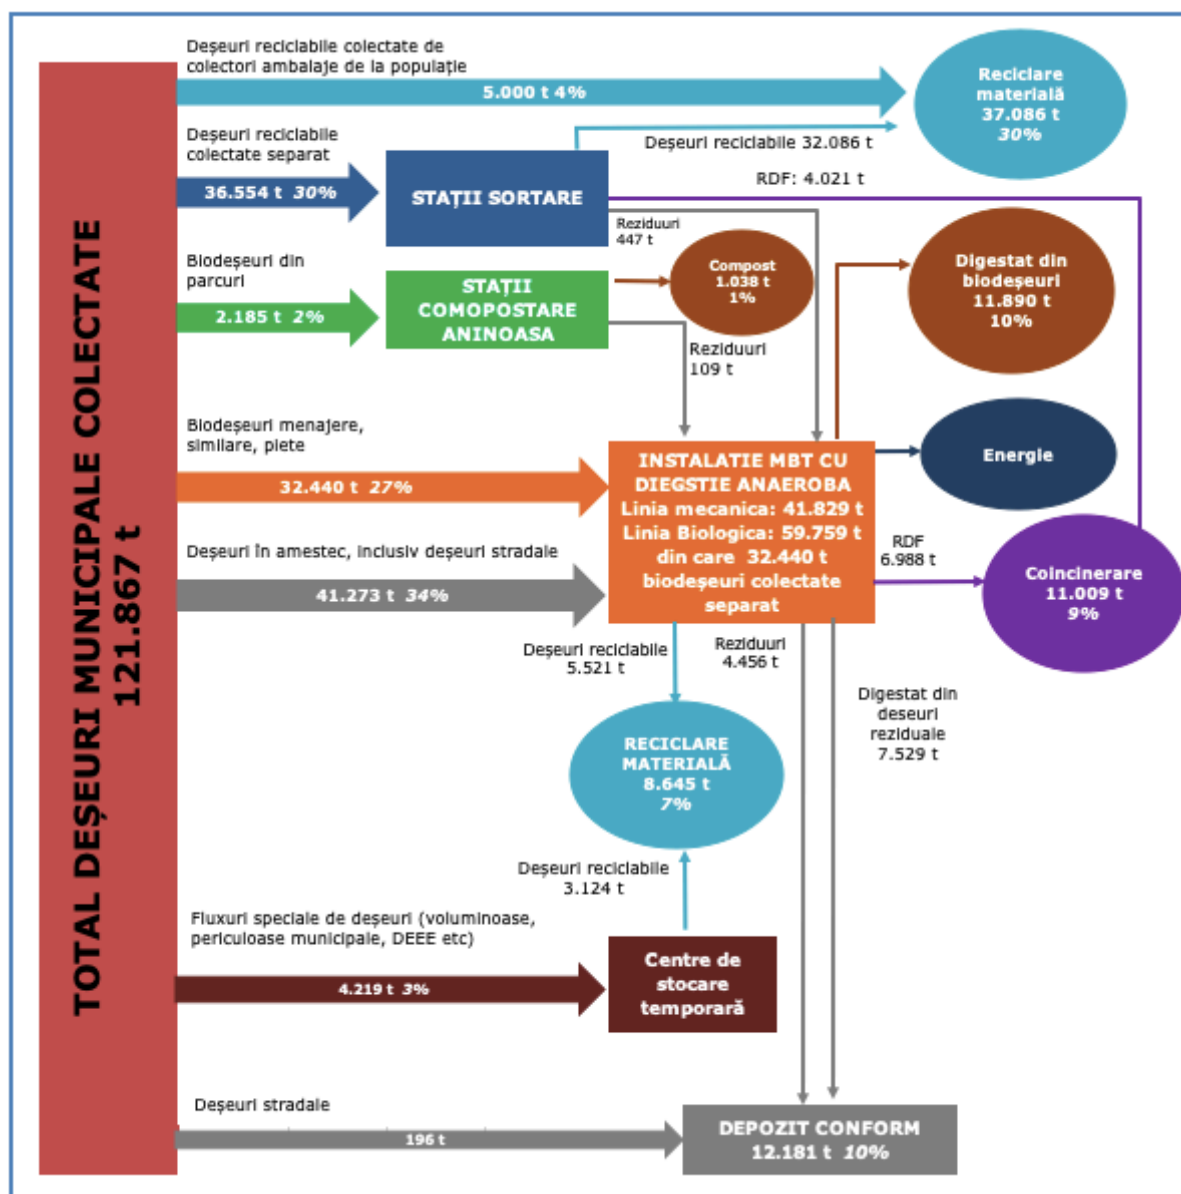 TOTAL DEȘEURI MUNICIPALE COLECTATE
121.867 t
Deșeuri reciclabile colectate de
colectori ambalaje de la populație
5.000 t 4%
Reciclare
materială
37.086 t
30%
Deșeuri reciclabile
colectate separat
36.554 t 30%
STAȚII SORTARE
Deșeuri reciclabile 32.086 t
RDF: 4.021 t
Reziduuri
447 t
Biodeșeuri din
parcuri
2.185 t 2%
STAȚII
COMOPOSTARE
ANINOASA
Compost
1.038 t
1%
Reziduuri
109 t
Digestat din
biodeșeuri
11.890 t
10%
Biodeșeuri menajere,
similare, piete
32.440 t 27%
INSTALATIE MBT CU
DIEGSTIE ANAEROBA
Linia mecanica: 41.829 t
Linia Biologica: 59.759 t
din care 32.440 t
biodeșeuri colectate
separat
Energie
RDF
6.988 t
Coincinerare
11.009 t
9%
Deșeuri în amestec, inclusiv deșeuri stradale
41.273 t 34%
Deșeuri reciclabile
5.521 t
Reziduuri
4.456 t
Digestat din
deseuri
reziduale
7.529 t
RECICLARE
MATERIALĂ
8.645 t
7%
Deșeuri reciclabile
3.124 t
Fluxuri speciale de deșeuri (voluminoase,
periculoase municipale, DEEE etc)
4.219 t 3%
Centre de
stocare
temporară
Deșeuri stradale
196 t
DEPOZIT CONFORM
12.181 t 10%